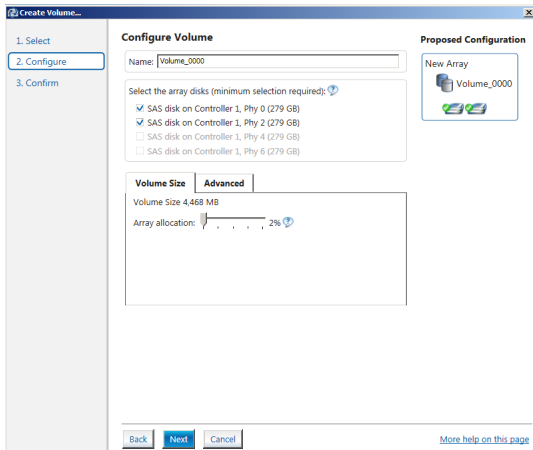 Create Volume...
1. Select
2. Configure
3. Confirm
Configure Volume
Name: Volume_0000
Select the array disks (minimum selection required):
SAS disk on Controller 1, Phy 0 (279 GB)
SAS disk on Controller 1, Phy 2 (279 GB)
SAS disk on Controller 1, Phy 4 (279 GB)
SAS disk on Controller 1, Phy 6 (279 GB)
Volume Size Advanced
Volume Size 4,468 MB
Array allocation: 2%
Proposed Configuration
New Array
Volume_0000
Back Next Cancel
More help on this page